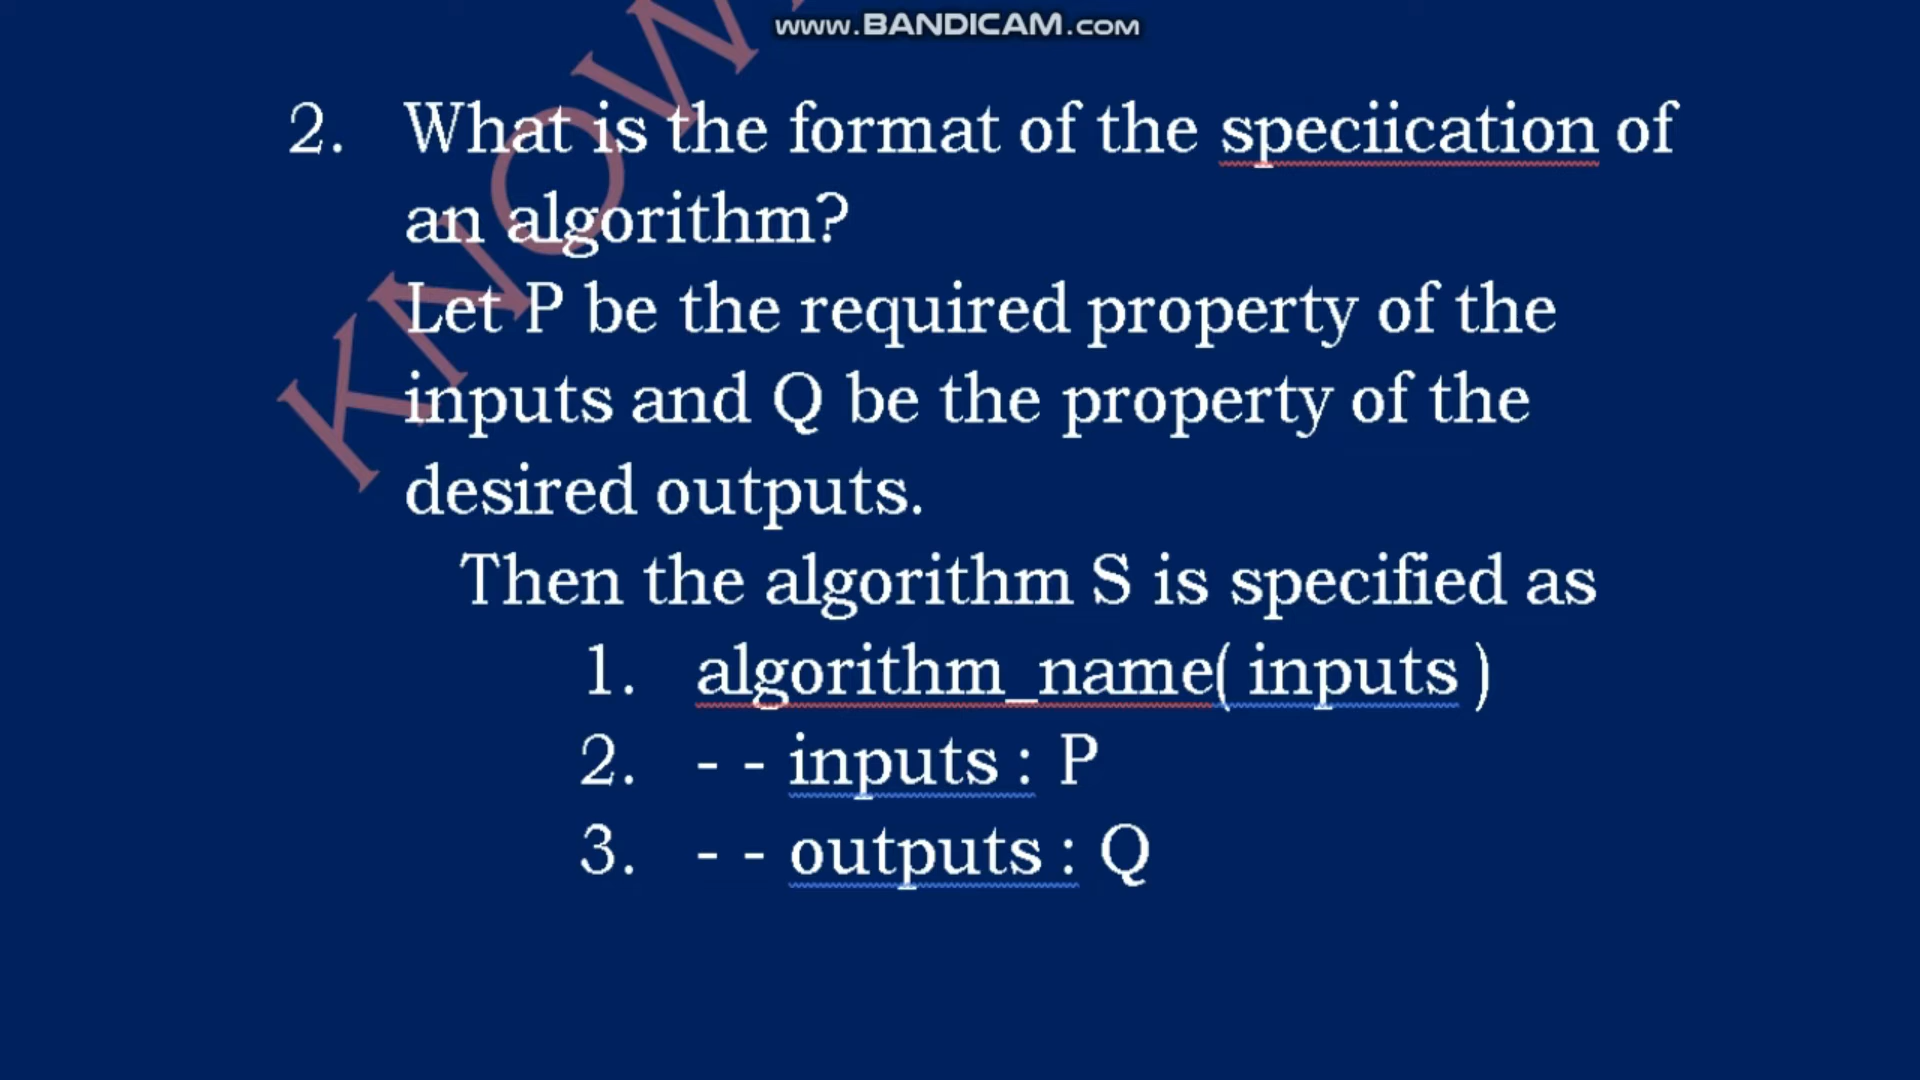 www.BANDICAM.com
KNOW
2. What is the format of the speciication of
an algorithm?
Let P be the required property of the
inputs and Q be the property of the
desired outputs.
Then the algorithm S is specified as
1. algorithm_name( inputs )
2. - - inputs : P
3. - - outputs : Q